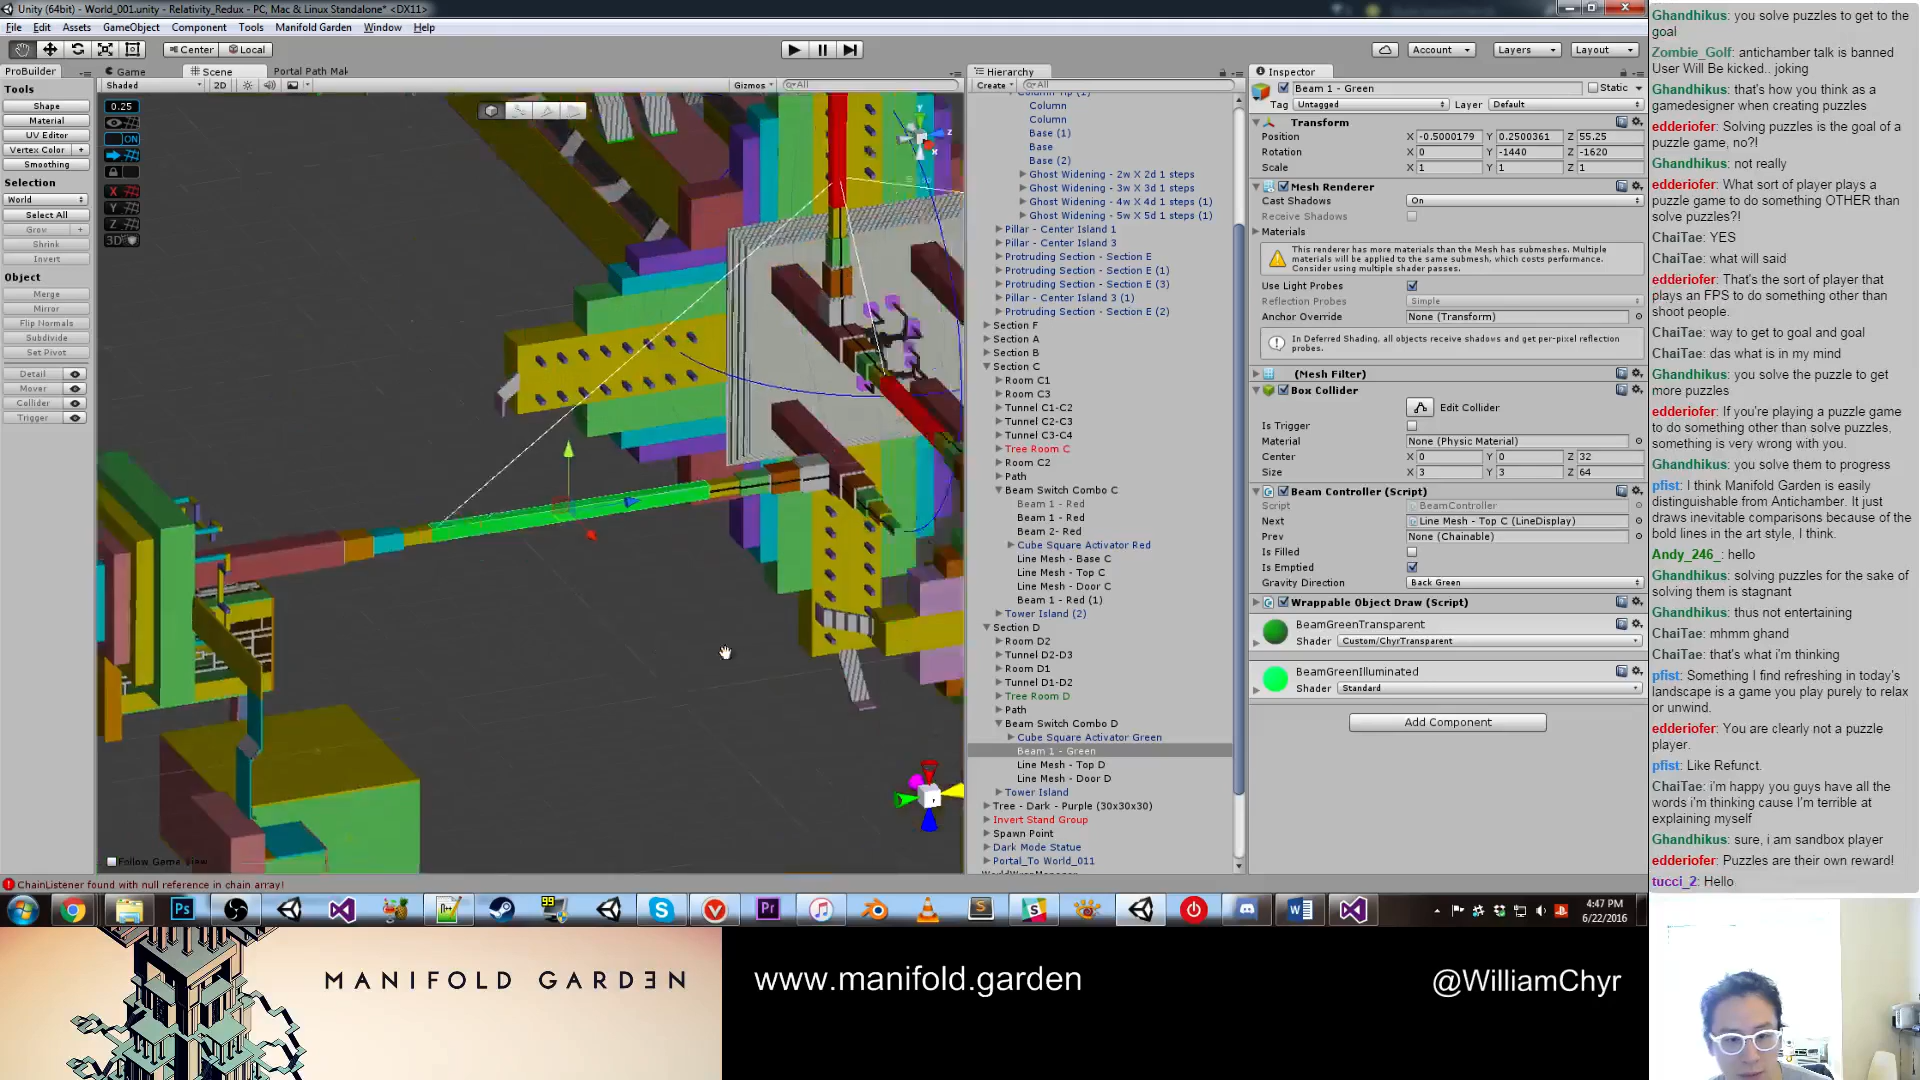 Unity (64bit) - World_001.unity - Relativity_Redux - PC, Mac & Linux Standalone* <DX11>
File Edit Assets GameObject Component Tools Manifold Garden Window Help
Center Local
Account Layers Layout
ProBuilder
Game Scene Portal Path Mak
Shaded 2D Gizmos All
Tools
Shape
Material
UV Editor
Vertex Color +
Smoothing
Selection
World
Select All
Grow +
Shrink
Invert
Object
Merge
Mirror
Flip Normals
Subdivide
Set Pivot
Detail
Mover
Collider
Trigger
0.25
ON
X
Y
Z
3D
y
z
x
Follow Game View
Hierarchy
Create All
Column Tip (1)
Column
Column
Base (1)
Base
Base (2)
Ghost Widening - 2w X 2d 1 steps
Ghost Widening - 3w X 3d 1 steps
Ghost Widening - 4w X 4d 1 steps (1)
Ghost Widening - 5w X 5d 1 steps (1)
Pillar - Center Island 1
Pillar - Center Island 3
Protruding Section - Section E
Protruding Section - Section E (1)
Protruding Section - Section E (3)
Pillar - Center Island 3 (1)
Protruding Section - Section E (2)
Section F
Section A
Section B
Section C
Room C1
Room C3
Tunnel C1-C2
Tunnel C2-C3
Tunnel C3-C4
Tree Room C
Room C2
Path
Beam Switch Combo C
Beam 1 - Red
Beam 1 - Red
Beam 2- Red
Cube Square Activator Red
Line Mesh - Base C
Line Mesh - Top C
Line Mesh - Door C
Beam 1 - Red (1)
Tower Island (2)
Section D
Room D2
Tunnel D2-D3
Room D1
Tunnel D1-D2
Tree Room D
Path
Beam Switch Combo D
Cube Square Activator Green
Beam 1 - Green
Line Mesh - Top D
Line Mesh - Door D
Tower Island
Tree - Dark - Purple (30x30x30)
Invert Stand Group
Spawn Point
Dark Mode Statue
Portal_To World_011
WorldWrapManager
Inspector
Beam 1 - Green Static
Tag Untagged Layer Default
Transform
Position X -0.5000179 Y 0.2500361 Z 55.25
Rotation X 0 Y -1440 Z -1620
Scale X 1 Y 1 Z 1
Mesh Renderer
Cast Shadows On
Receive Shadows
Materials
This renderer has more materials than the Mesh has submeshes. Multiple
materials will be applied to the same submesh, which costs performance.
Consider using multiple shader passes.
Use Light Probes
Reflection Probes Simple
Anchor Override None (Transform)
In Deferred Shading, all objects receive shadows and get per-pixel reflection
probes.
(Mesh Filter)
Box Collider
Edit Collider
Is Trigger
Material None (Physic Material)
Center X 0 Y 0 Z 32
Size X 3 Y 3 Z 64
Beam Controller (Script)
Script BeamController
Next Line Mesh - Top C (LineDisplay)
Prev None (Chainable)
Is Filled
Is Emptied
Gravity Direction Back Green
Wrappable Object Draw (Script)
BeamGreenTransparent
Shader Custom/ChyrTransparent
BeamGreenIlluminated
Shader Standard
Add Component
ChainListener found with null reference in chain array!
99
4:47 PM
6/22/2016
Ghandhikus: you solve puzzles to get to the
goal
Zombie_Golf: antichamber talk is banned
User Will Be kicked.. joking
Ghandhikus: that's how you think as a
gamedesigner when creating puzzles
edderiofer: Solving puzzles is the goal of a
puzzle game, no?!
Ghandhikus: not really
edderiofer: What sort of player plays a
puzzle game to do something OTHER than
solve puzzles?!
ChaiTae: YES
ChaiTae: what will said
edderiofer: That's the sort of player that
plays an FPS to do something other than
shoot people.
ChaiTae: way to get to goal and goal
ChaiTae: das what is in my mind
Ghandhikus: you solve the puzzle to get
more puzzles
edderiofer: If you're playing a puzzle game
to do something other than solve puzzles,
something is very wrong with you.
Ghandhikus: you solve them to progress
pfist: I think Manifold Garden is easily
distinguishable from Antichamber. It just
draws inevitable comparisons because of the
bold lines in the art style, I think.
Andy_246_: hello
Ghandhikus: solving puzzles for the sake of
solving them is stagnant
Ghandhikus: thus not entertaining
ChaiTae: mhmm ghand
ChaiTae: that's what i'm thinking
pfist: Something I find refreshing in today's
landscape is a game you play purely to relax
or unwind.
edderiofer: You are clearly not a puzzle
player.
pfist: Like Refunct.
ChaiTae: i'm happy you guys have all the
words i'm thinking cause I'm terrible at
explaining myself
Ghandhikus: sure, i am sandbox player
edderiofer: Puzzles are their own reward!
tucci_2: Hello
MANIFOLD GARDEN
www.manifold.garden
@WilliamChyr